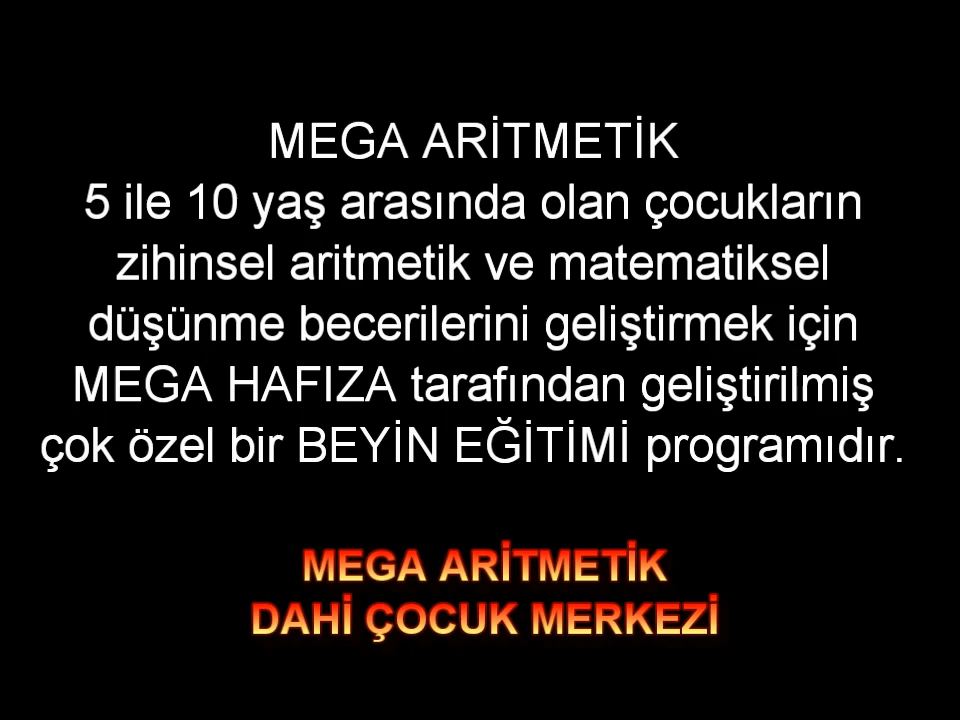 MEGA ARİTMETİK
5 ile 10 yaş arasında olan çocukların
zihinsel aritmetik ve matematiksel
düşünme becerilerini geliştirmek için
MEGA HAFIZA tarafından geliştirilmiş
çok özel bir BEYİN EĞİTİMİ programıdır.
MEGA ARİTMETİK
DAHİ ÇOCUK MERKEZİ